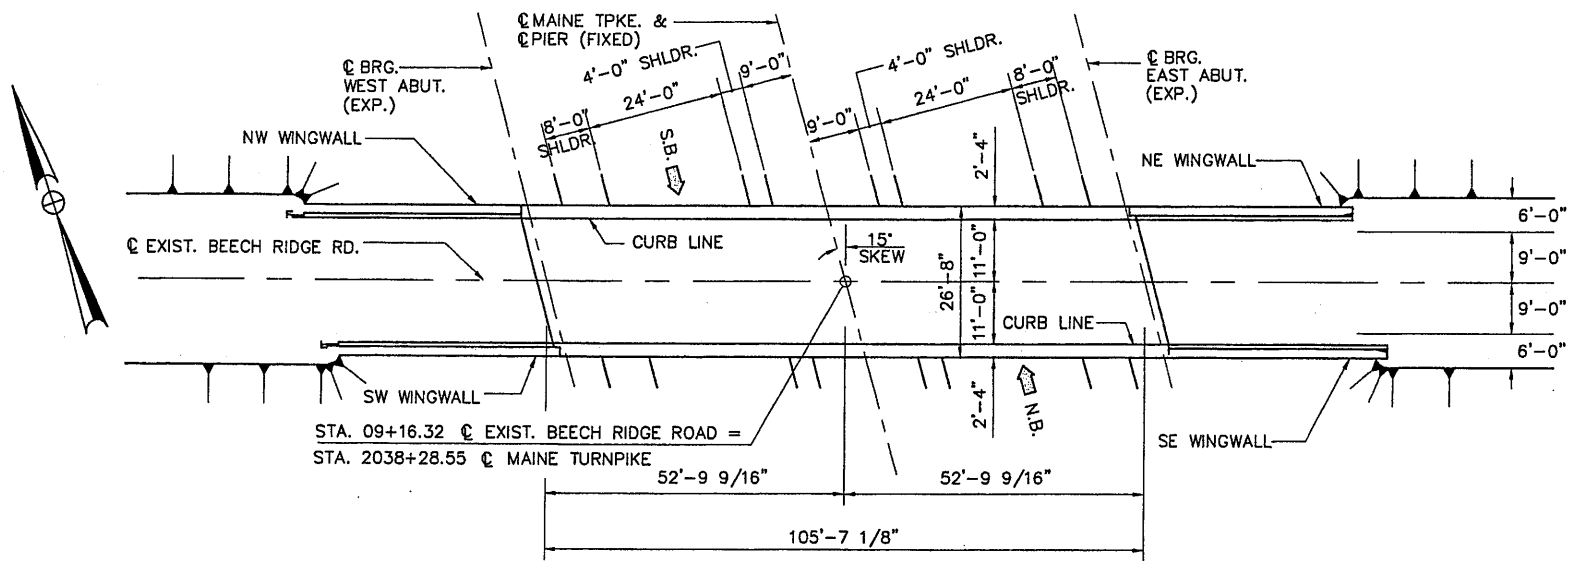 ℄ MAINE TPKE. &
℄ PIER (FIXED)
℄ BRG.
WEST ABUT.
(EXP.)
4'-0" SHLDR.
9'-0"
24'-0"
8'-0"
SHLDR.
4'-0" SHLDR.
24'-0"
8'-0"
SHLDR.
9'-0"
℄ BRG.
EAST ABUT.
(EXP.)
NW WINGWALL
S.B.
2'-4"
NE WINGWALL
CURB LINE
15°
SKEW
11'-0"
26'-8"
11'-0"
6'-0"
9'-0"
9'-0"
6'-0"
℄ EXIST. BEECH RIDGE RD.
CURB LINE
SW WINGWALL
2'-4"
N.B.
SE WINGWALL
STA. 09+16.32 ℄ EXIST. BEECH RIDGE ROAD =
STA. 2038+28.55 ℄ MAINE TURNPIKE
52'-9 9/16"
52'-9 9/16"
105'-7 1/8"